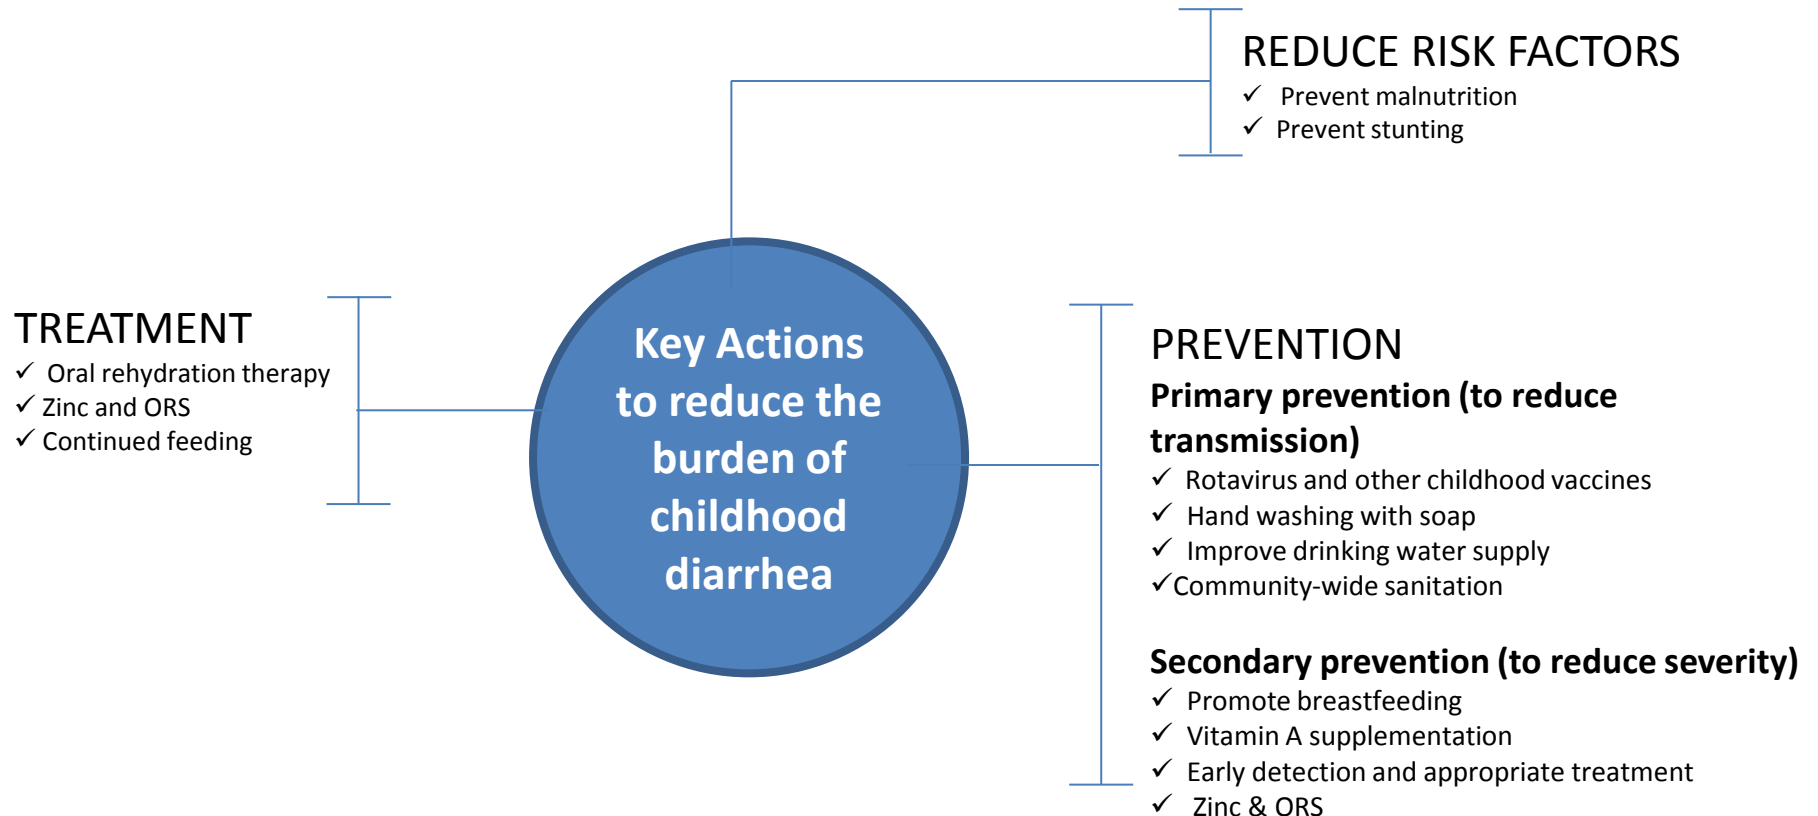 REDUCE RISK FACTORS
✓ Prevent malnutrition
✓ Prevent stunting
TREATMENT
✓ Oral rehydration therapy
✓ Zinc and ORS
✓ Continued feeding
Key Actions
to reduce the
burden of
childhood
diarrhea
PREVENTION
Primary prevention (to reduce
transmission)
✓ Rotavirus and other childhood vaccines
✓ Hand washing with soap
✓ Improve drinking water supply
✓Community-wide sanitation
Secondary prevention (to reduce severity)
✓ Promote breastfeeding
✓ Vitamin A supplementation
✓ Early detection and appropriate treatment
✓ Zinc & ORS